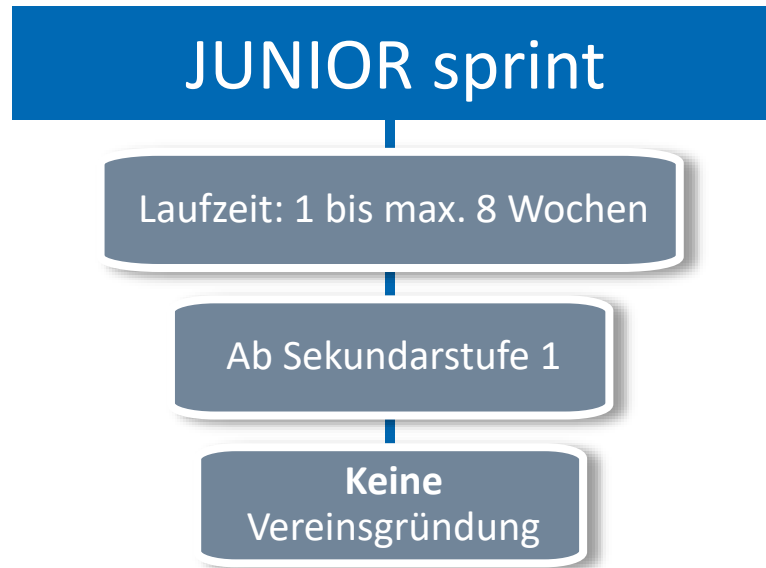 JUNIOR sprint
Laufzeit: 1 bis max. 8 Wochen
Ab Sekundarstufe 1
Keine
Vereinsgründung